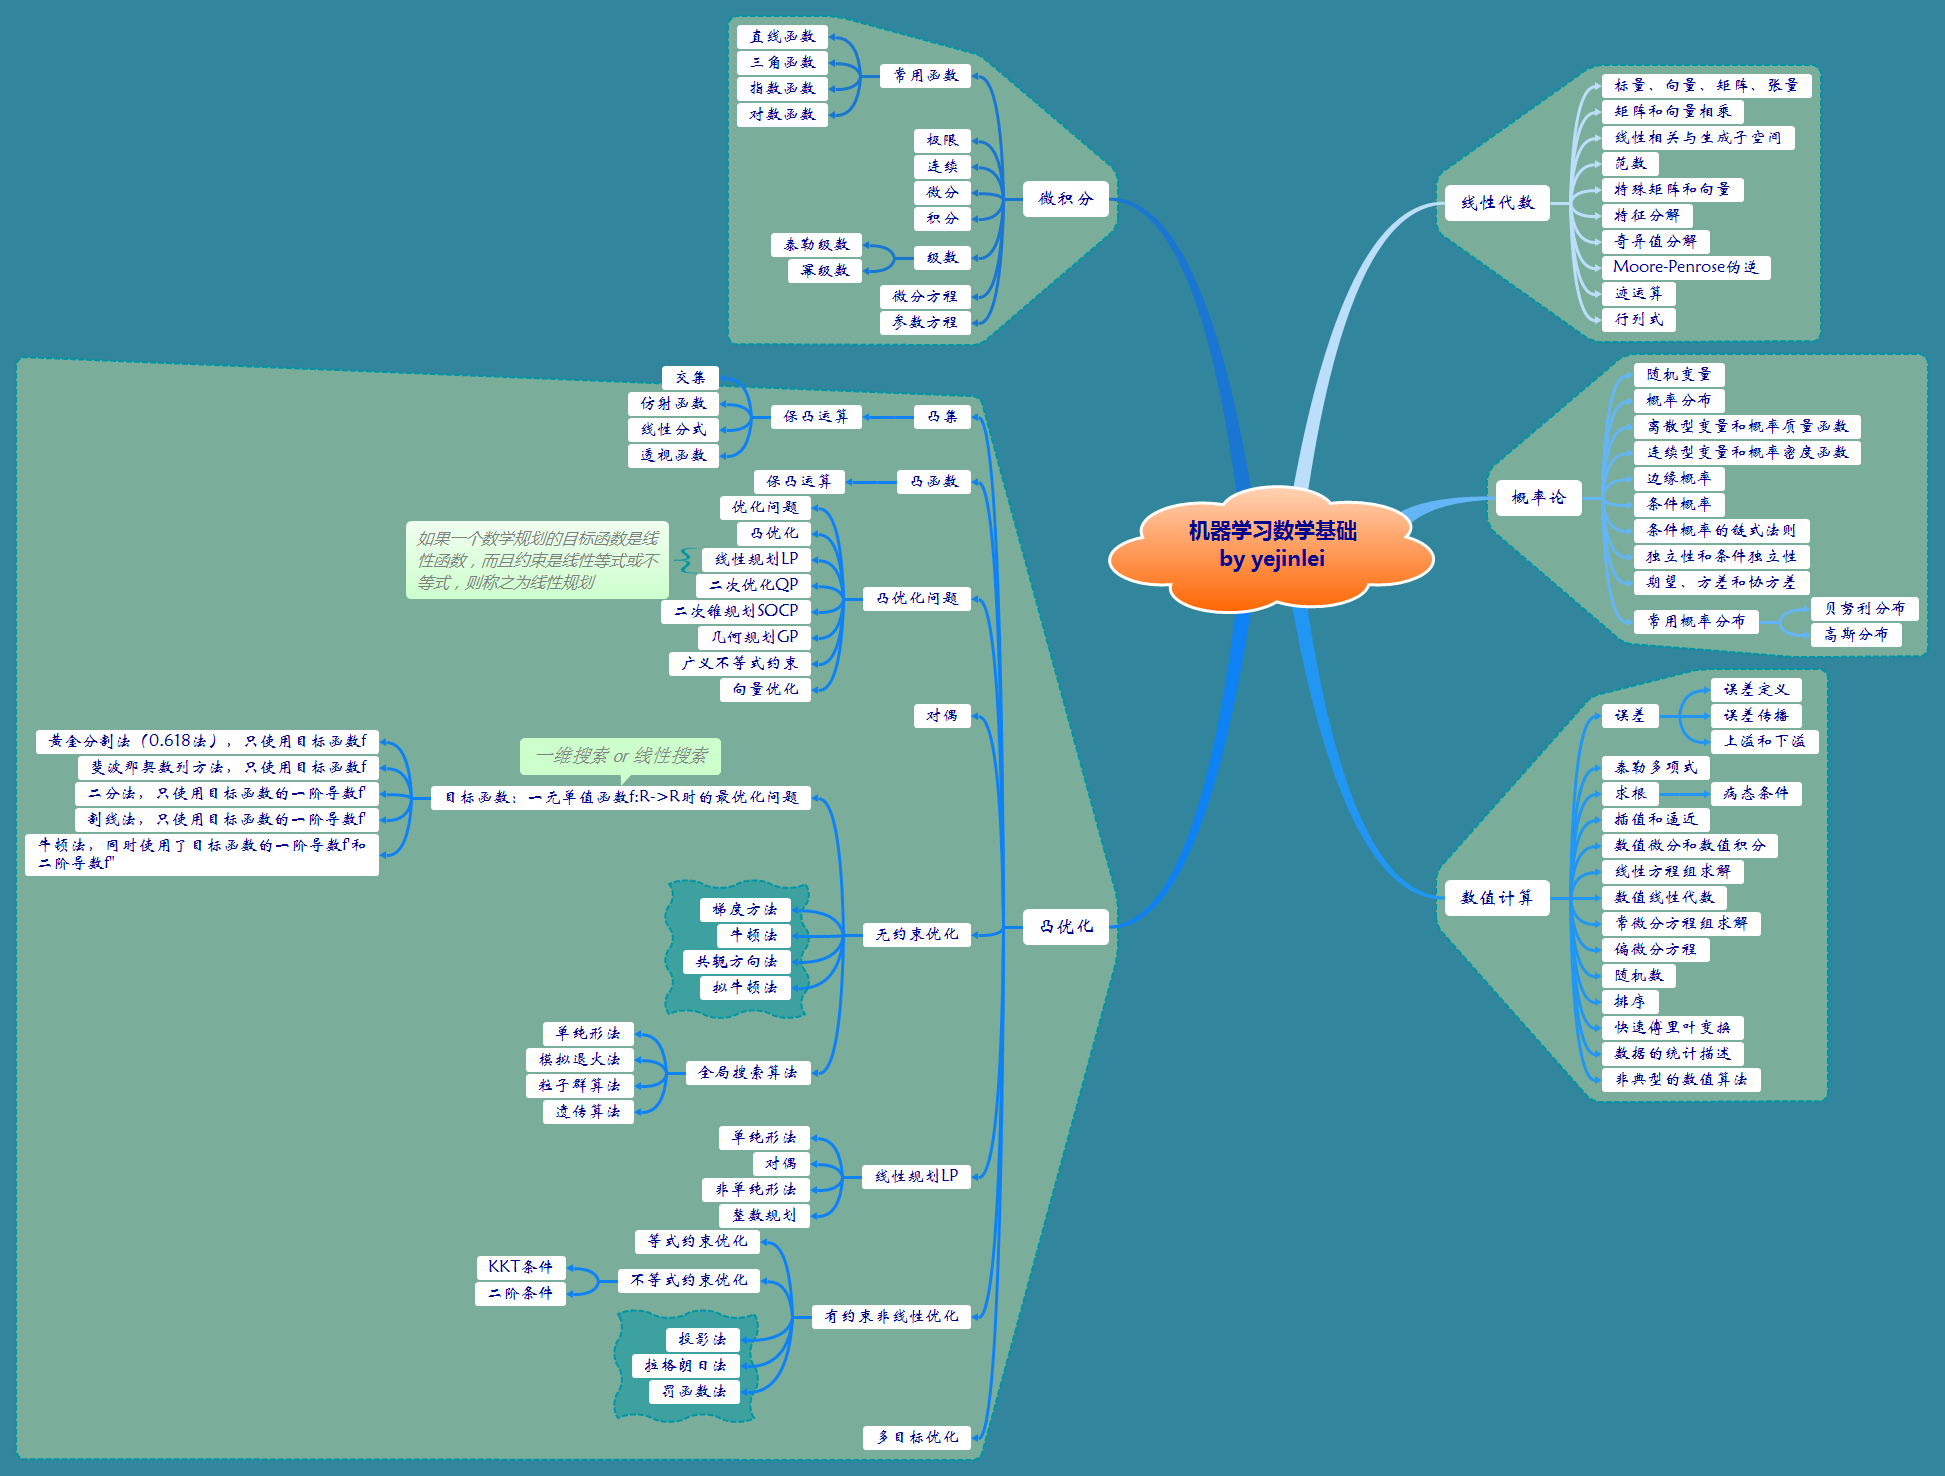 机器学习数学基础
by yejinlei
微积分
常用函数
直线函数
三角函数
指数函数
对数函数
极限
连续
微分
积分
级数
泰勒级数
幂级数
微分方程
参数方程
线性代数
标量、向量、矩阵、张量
矩阵和向量相乘
线性相关与生成子空间
范数
特殊矩阵和向量
特征分解
奇异值分解
Moore-Penrose伪逆
迹运算
行列式
概率论
随机变量
概率分布
离散型变量和概率质量函数
连续型变量和概率密度函数
边缘概率
条件概率
条件概率的链式法则
独立性和条件独立性
期望、方差和协方差
常用概率分布
贝努利分布
高斯分布
数值计算
误差
误差定义
误差传播
上溢和下溢
泰勒多项式
求根
病态条件
插值和逼近
数值微分和数值积分
线性方程组求解
数值线性代数
常微分方程组求解
偏微分方程
随机数
排序
快速傅里叶变换
数据的统计描述
非典型的数值算法
凸优化
凸集
保凸运算
交集
仿射函数
线性分式
透视函数
凸函数
保凸运算
凸优化问题
优化问题
凸优化
线性规划LP
如果一个数学规划的目标函数是线
性函数，而且约束是线性等式或不
等式，则称之为线性规划
二次优化QP
二次锥规划SOCP
几何规划GP
广义不等式约束
向量优化
对偶
无约束优化
一维搜索 or 线性搜索
目标函数：一元单值函数f:R->R时的最优化问题
黄金分割法（0.618法），只使用目标函数f
斐波那契数列方法，只使用目标函数f
二分法，只使用目标函数的一阶导数f'
割线法，只使用目标函数的一阶导数f'
牛顿法，同时使用了目标函数的一阶导数f'和
二阶导数f''
梯度方法
牛顿法
共轭方向法
拟牛顿法
全局搜索算法
单纯形法
模拟退火法
粒子群算法
遗传算法
线性规划LP
单纯形法
对偶
非单纯形法
整数规划
有约束非线性优化
等式约束优化
不等式约束优化
KKT条件
二阶条件
投影法
拉格朗日法
罚函数法
多目标优化